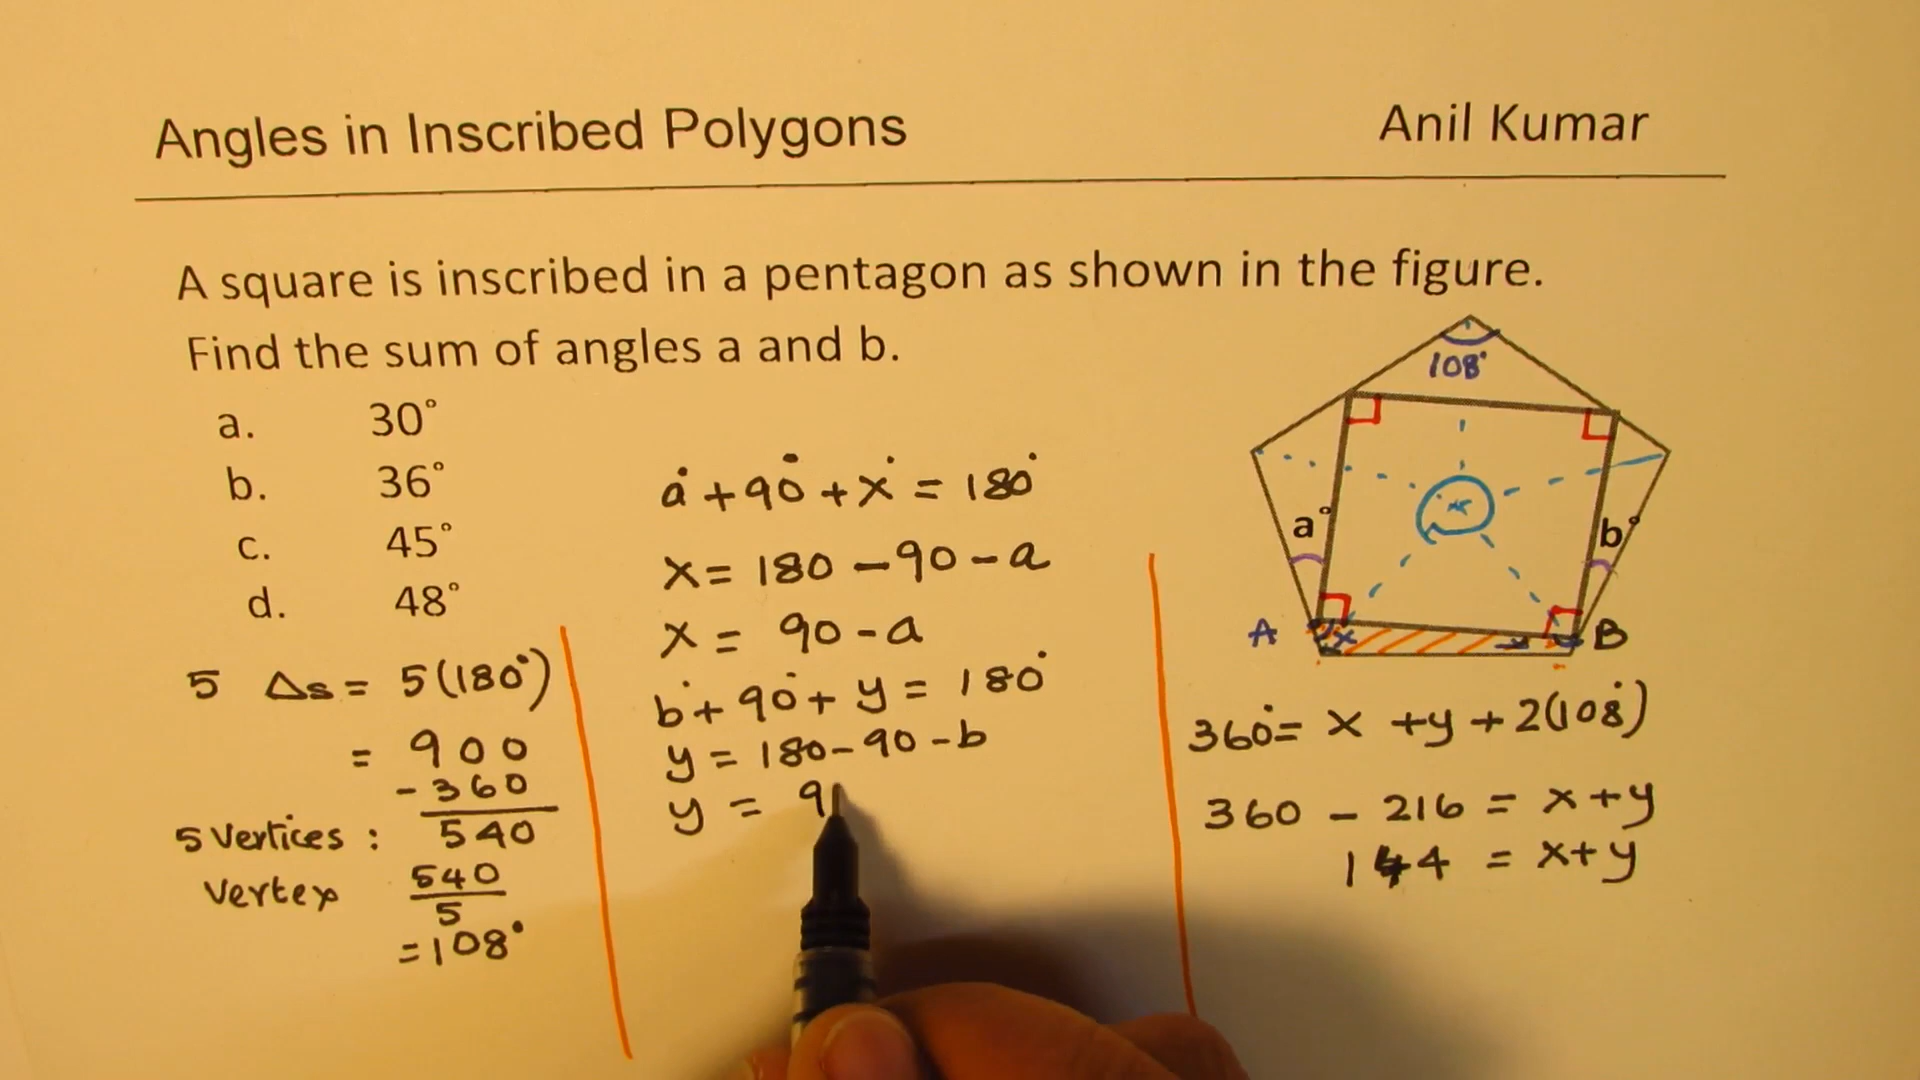 Angles in Inscribed Polygons
Anil Kumar
A square is inscribed in a pentagon as shown in the figure.
Find the sum of angles a and b.
a. 30°
b. 36°
c. 45°
d. 48°
5 Δs = 5(180°)
= 900
-360
5 Vertices : 540
Vertex 540/5
= 108°
a° + 90° + x° = 180°
x = 180 - 90 - a
x = 90 - a
b° + 90° + y = 180°
y = 180 - 90 - b
y = 9
108°
a°
b°
A
x
B
360° = x + y + 2(108°)
360 - 216 = x + y
144 = x + y